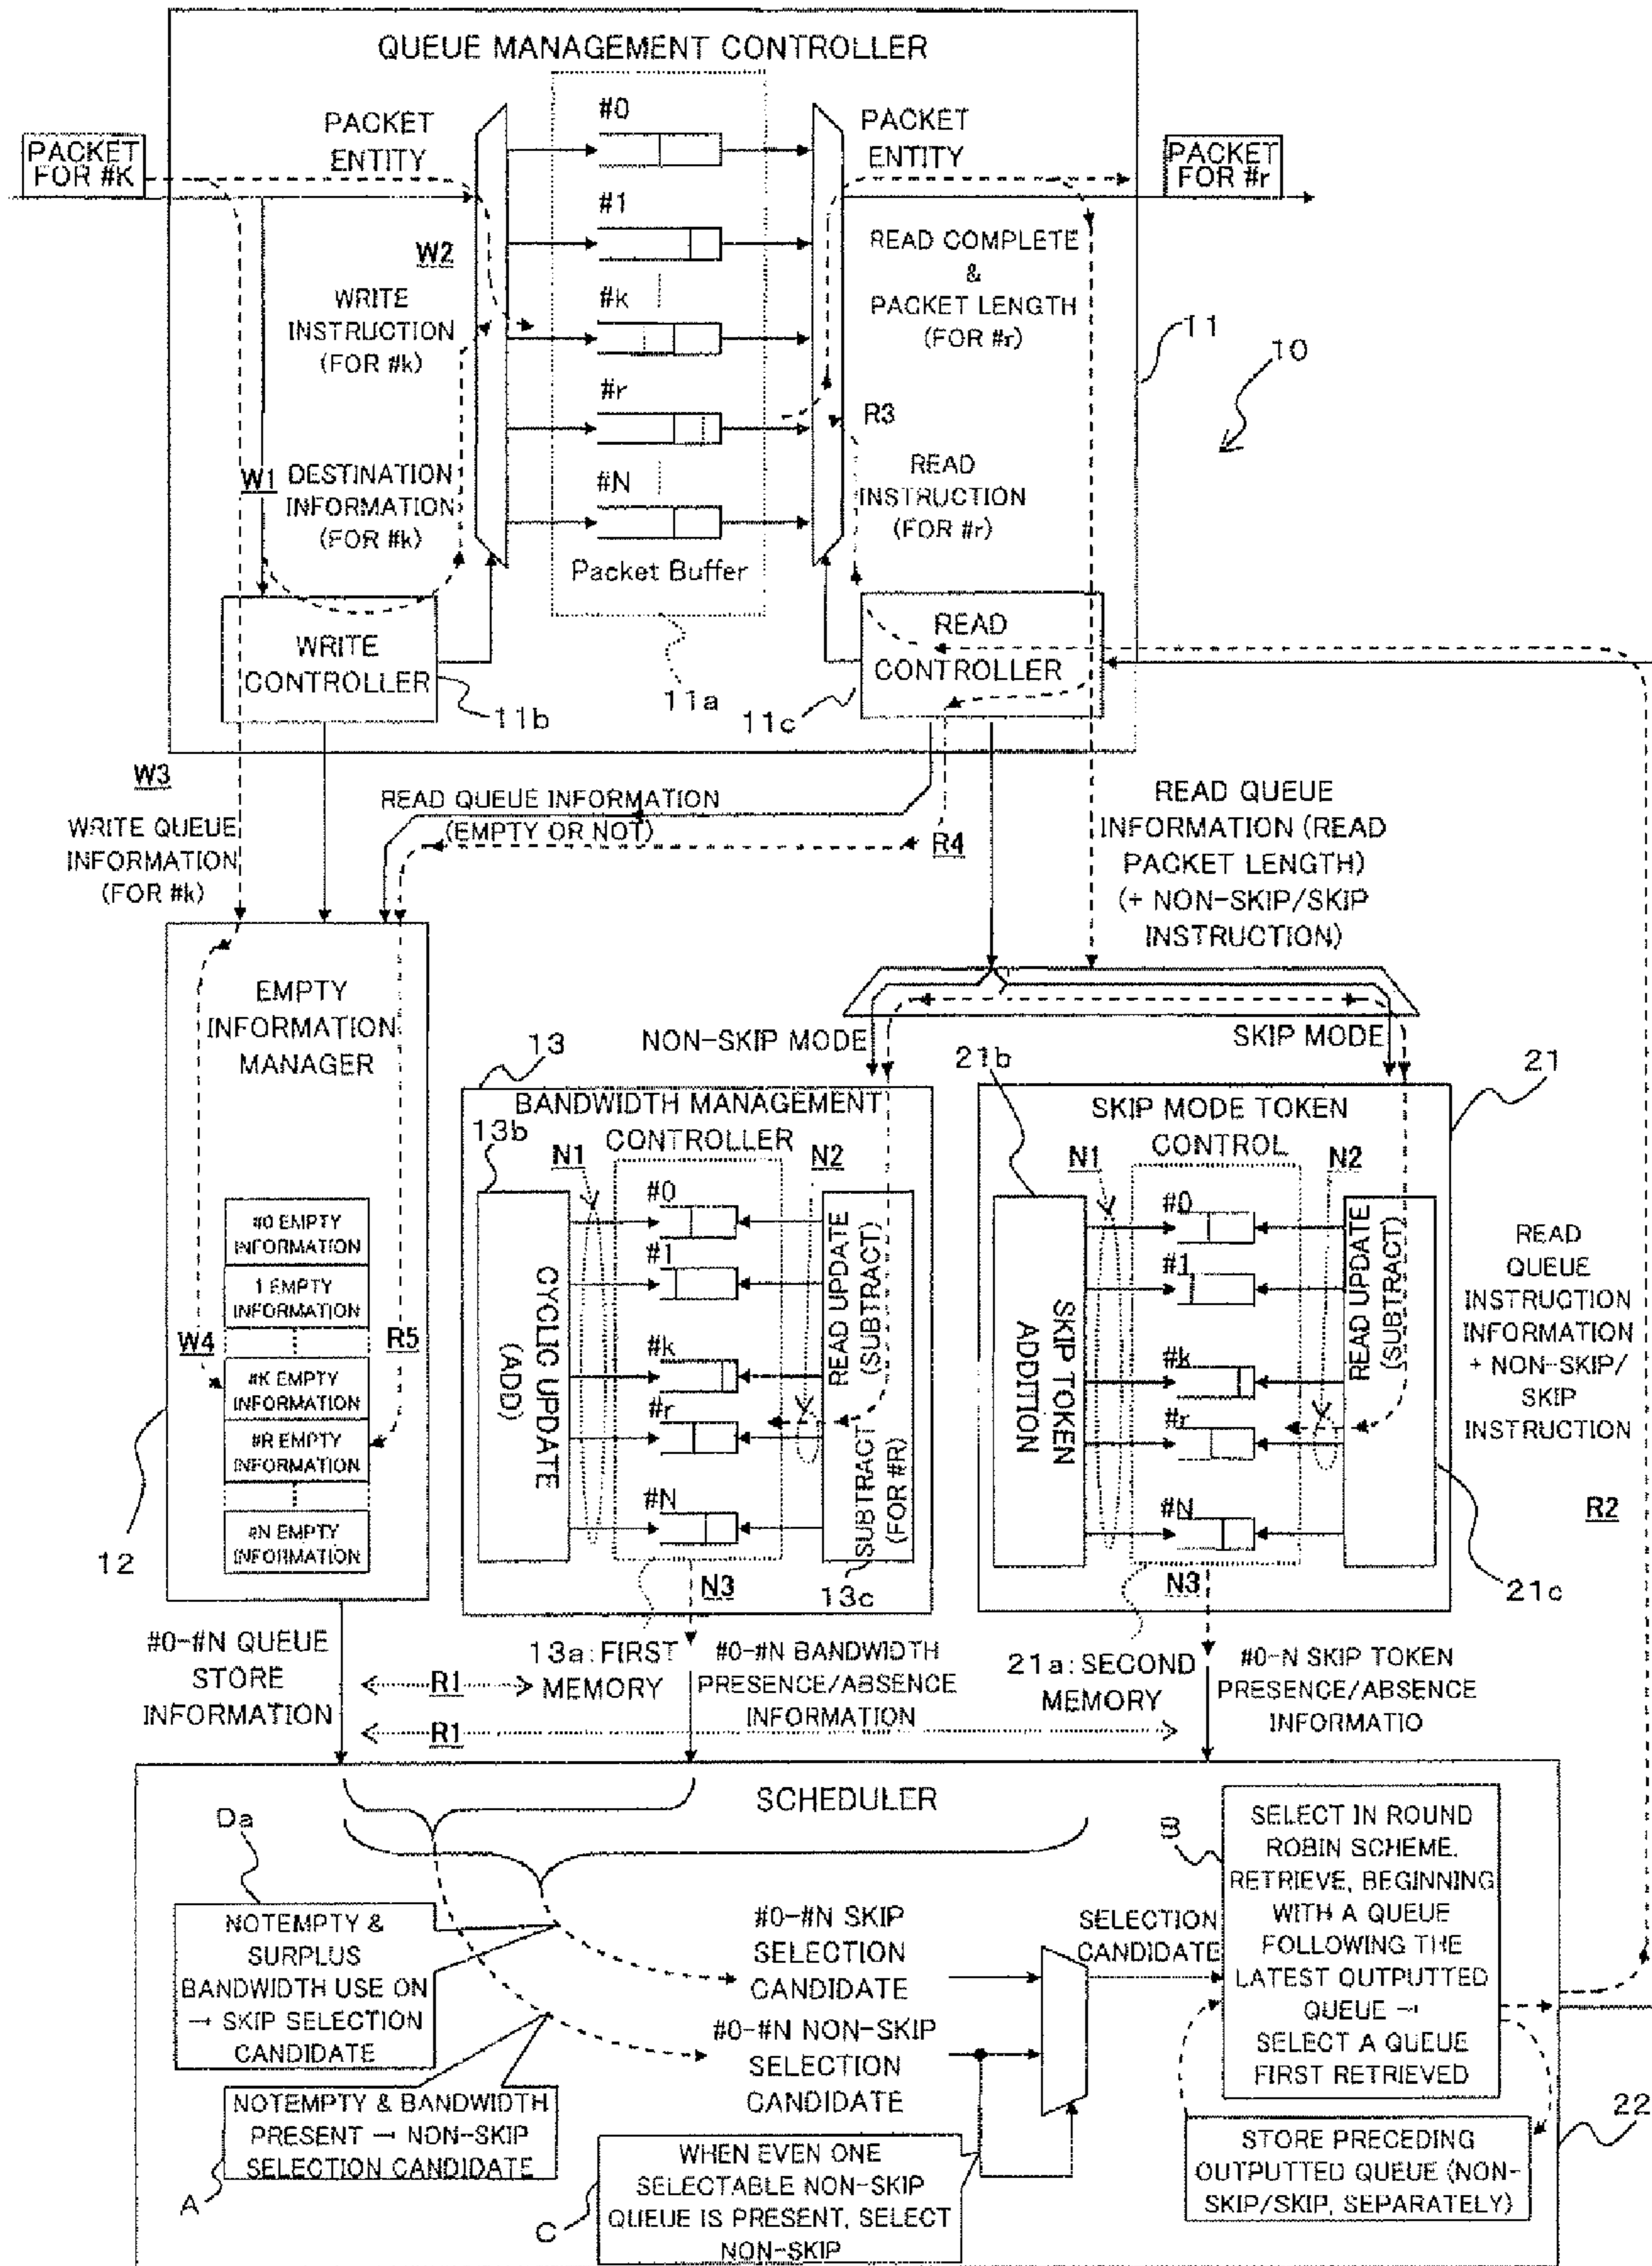 QUEUE MANAGEMENT CONTROLLER
PACKET
FOR #K
PACKET
ENTITY
#0
#1
#k
#r
#N
Packet Buffer
PACKET
ENTITY
PACKET
FOR #r
W2
WRITE
INSTRUCTION
(FOR #k)
READ COMPLETE
&
PACKET LENGTH
(FOR #r)
11
10
W1
DESTINATION
INFORMATION
(FOR #k)
R3
READ
INSTRUCTION
(FOR #r)
WRITE
CONTROLLER
11b
11a
READ
CONTROLLER
11c
W3
WRITE QUEUE
INFORMATION
(FOR #k)
READ QUEUE INFORMATION
(EMPTY OR NOT)
R4
READ QUEUE
INFORMATION (READ
PACKET LENGTH)
(+ NON-SKIP/SKIP
INSTRUCTION)
EMPTY
INFORMATION
MANAGER
#0 EMPTY
INFORMATION
1 EMPTY
INFORMATION
#K EMPTY
INFORMATION
#R EMPTY
INFORMATION
#N EMPTY
INFORMATION
W4
R5
12
NON-SKIP MODE
SKIP MODE
13
BANDWIDTH MANAGEMENT
CONTROLLER
13b
N1
N2
CYCLIC UPDATE
(ADD)
#0
#1
#k
#r
#N
READ UPDATE
(SUBTRACT)
SUBTRACT
(FOR #R)
13c
N3
21
21b
SKIP MODE TOKEN
CONTROL
N1
N2
SKIP TOKEN
ADDITION
#0
#1
#k
#r
#N
READ UPDATE
(SUBTRACT)
21c
N3
READ
QUEUE
INSTRUCTION
INFORMATION
+ NON-SKIP/
SKIP
INSTRUCTION
R2
#0-#N QUEUE
STORE
INFORMATION
R1
R1
13a:FIRST
MEMORY
#0-#N BANDWIDTH
PRESENCE/ABSENCE
INFORMATION
21a:SECOND
MEMORY
#0-N SKIP TOKEN
PRESENCE/ABSENCE
INFORMATIO
SCHEDULER
Da
NOTEMPTY &
SURPLUS
BANDWIDTH USE ON
→ SKIP SELECTION
CANDIDATE
A
NOTEMPTY & BANDWIDTH
PRESENT → NON-SKIP
SELECTION CANDIDATE
#0-#N SKIP
SELECTION
CANDIDATE
#0-#N NON-SKIP
SELECTION
CANDIDATE
SELECTION
CANDIDATE
C
WHEN EVEN ONE
SELECTABLE NON-SKIP
QUEUE IS PRESENT, SELECT
NON-SKIP
B
SELECT IN ROUND
ROBIN SCHEME.
RETRIEVE, BEGINNING
WITH A QUEUE
FOLLOWING THE
LATEST OUTPUTTED
QUEUE →
SELECT A QUEUE
FIRST RETRIEVED
STORE PRECEDING
OUTPUTTED QUEUE (NON-
SKIP/SKIP, SEPARATELY)
22